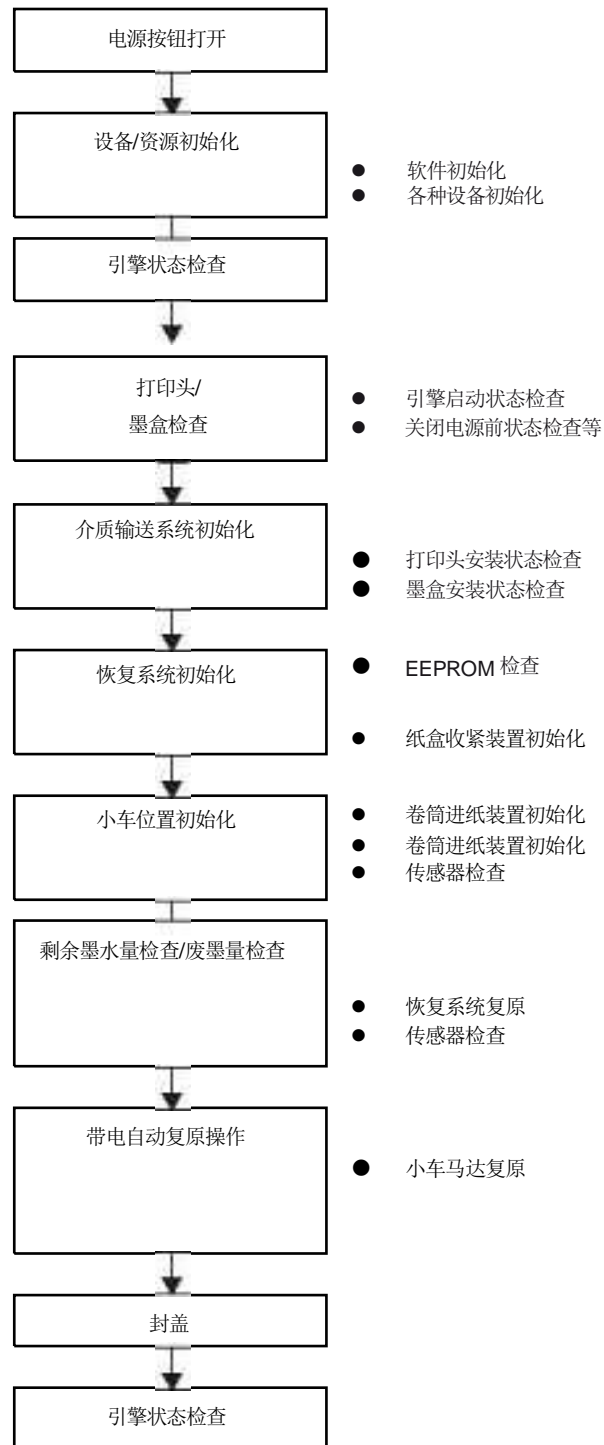 电源按钮打开
设备/资源初始化
● 软件初始化
● 各种设备初始化
引擎状态检查
打印头/
墨盒检查
● 引擎启动状态检查
● 关闭电源前状态检查等
介质输送系统初始化
● 打印头安装状态检查
● 墨盒安装状态检查
恢复系统初始化
● EEPROM 检查
● 纸盒收紧装置初始化
小车位置初始化
● 卷筒进纸装置初始化
● 卷筒进纸装置初始化
● 传感器检查
剩余墨水量检查/废墨量检查
● 恢复系统复原
● 传感器检查
带电自动复原操作
● 小车马达复原
封盖
引擎状态检查